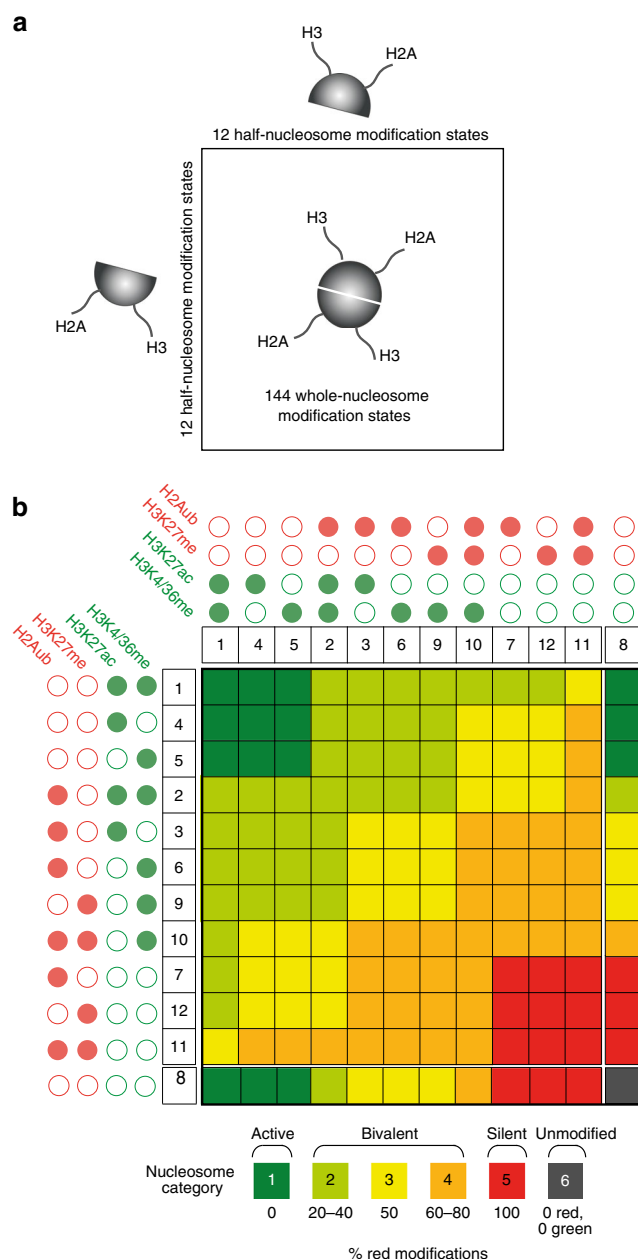 a
H3
H2A
12 half-nucleosome modification states
12 half-nucleosome modification states
H3
H2A
H2A
H3
H2A
H3
144 whole-nucleosome
modification states
b
H2Aub
H3K27me
H3K27ac
H3K4/36me
1 4 5 2 3 6 9 10 7 12 11 8
H3K4/36me
H3K27ac
H3K27me
H2Aub
1
4
5
2
3
6
9
10
7
12
11
8
Active Bivalent Silent Unmodified
Nucleosome
category
1 2 3 4 5 6
0 20–40 50 60–80 100 0 red,
0 green
% red modifications